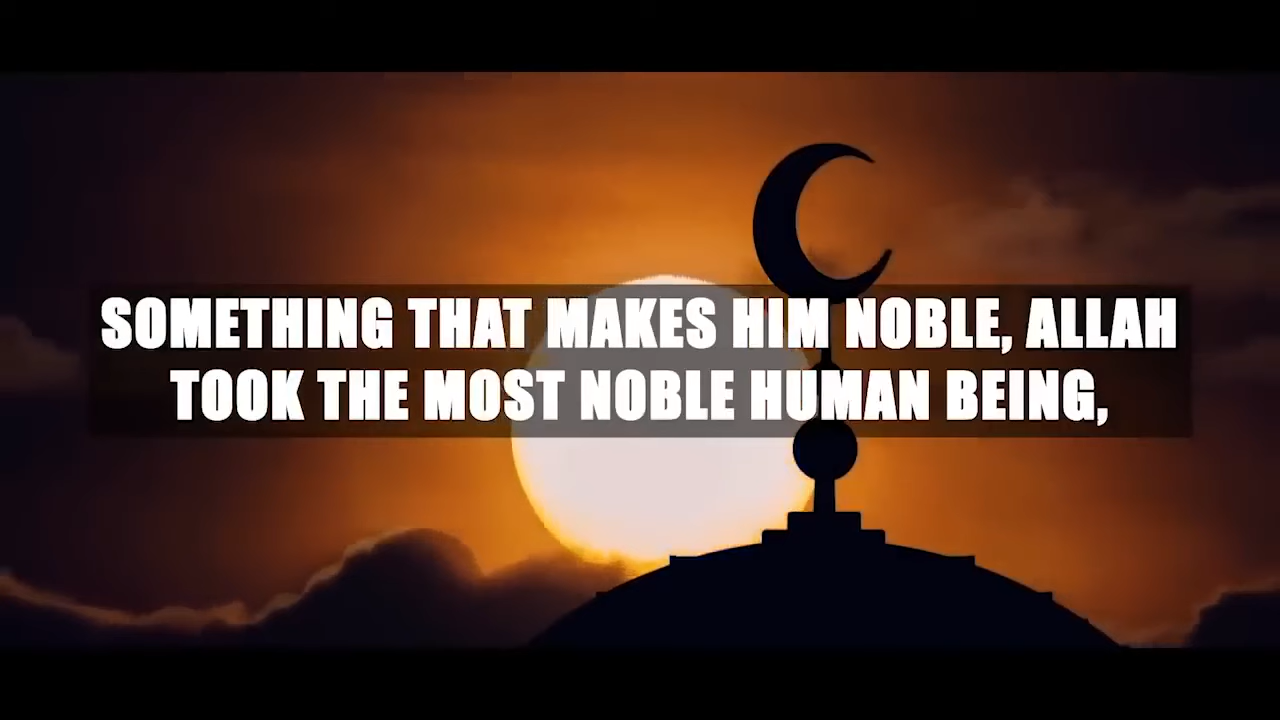 SOMETHING THAT MAKES HIM NOBLE, ALLAH
TOOK THE MOST NOBLE HUMAN BEING,